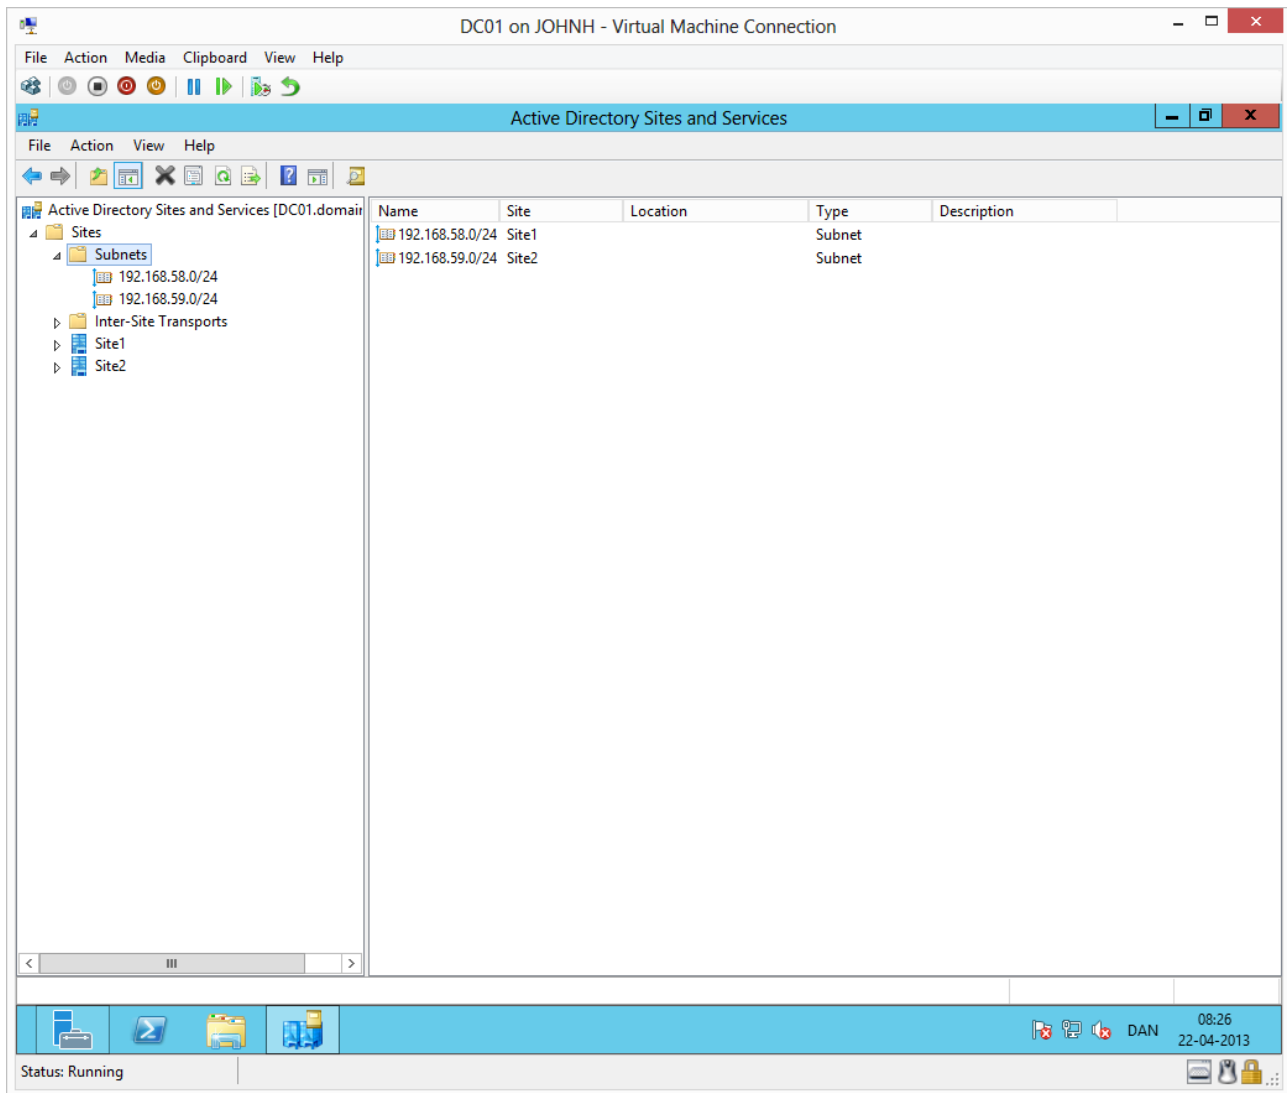 DC01 on JOHNH - Virtual Machine Connection
File Action Media Clipboard View Help
Active Directory Sites and Services
File Action View Help
Active Directory Sites and Services [DC01.domain
Sites
Subnets
192.168.58.0/24
192.168.59.0/24
Inter-Site Transports
Site1
Site2
Name Site Location Type Description
192.168.58.0/24 Site1 Subnet
192.168.59.0/24 Site2 Subnet
DAN
08:26
22-04-2013
Status: Running